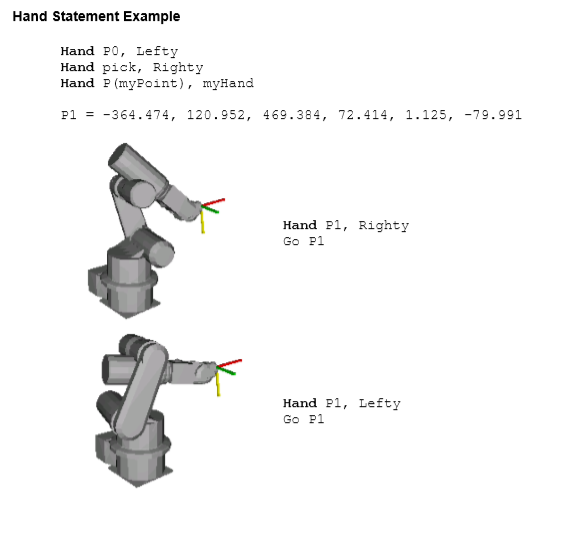 Hand Statement Example
Hand P0, Lefty
Hand pick, Righty
Hand P(myPoint), myHand
P1 = -364.474, 120.952, 469.384, 72.414, 1.125, -79.991
Hand P1, Righty
Go P1
Hand P1, Lefty
Go P1